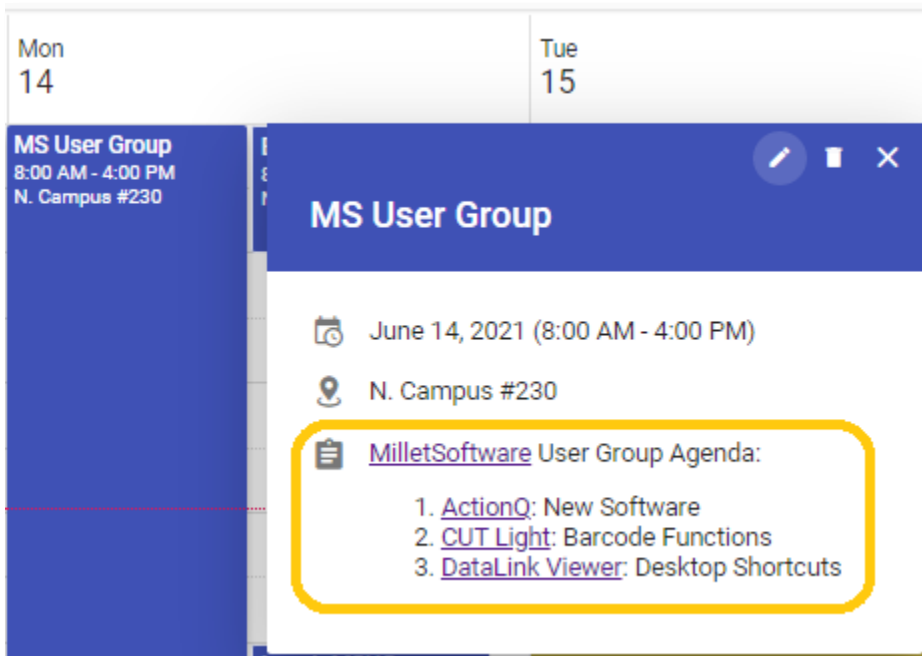 Mon
14
Tue
15
MS User Group
8:00 AM - 4:00 PM
N. Campus #230
MS User Group
June 14, 2021 (8:00 AM - 4:00 PM)
N. Campus #230
MilletSoftware User Group Agenda:
1. ActionQ: New Software
2. CUT Light: Barcode Functions
3. DataLink Viewer: Desktop Shortcuts